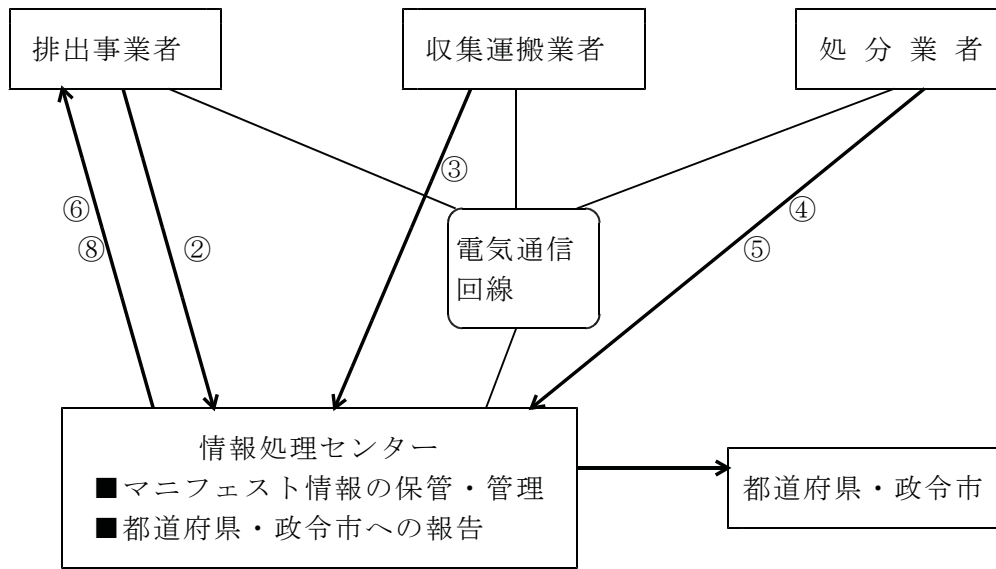 排出事業者
収集運搬業者
処分業者
③
⑥
④
⑧
②
⑤
電気通信
回線
情報処理センター
■マニフェスト情報の保管・管理
■都道府県・政令市への報告
都道府県・政令市